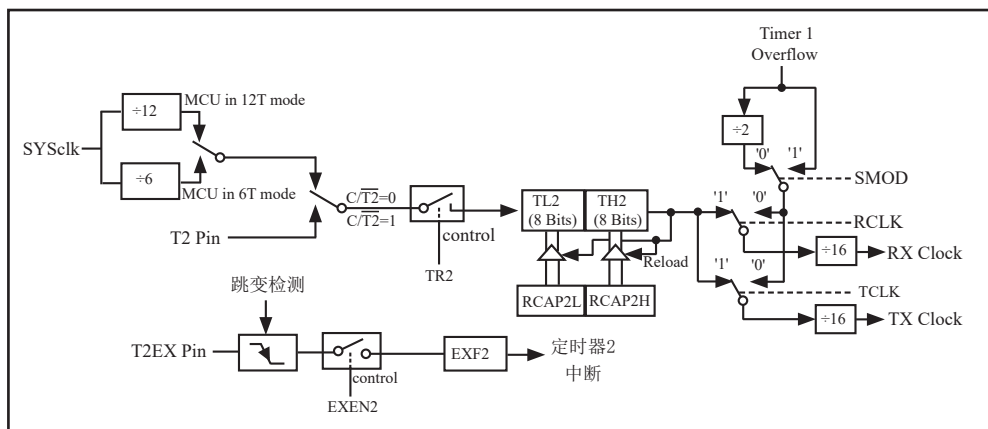 Timer 1
Overflow
÷12
MCU in 12T mode
SYSclk
÷6
MCU in 6T mode
÷2
'0'
'1'
SMOD
T2 Pin
C/T̅2̅=0
C/T̅2̅=1
control
TR2
TL2
(8 Bits)
TH2
(8 Bits)
'1'
'0'
RCLK
÷16
RX Clock
Reload
'1'
'0'
TCLK
÷16
TX Clock
RCAP2L
RCAP2H
跳变检测
T2EX Pin
control
EXEN2
EXF2
定时器2
中断